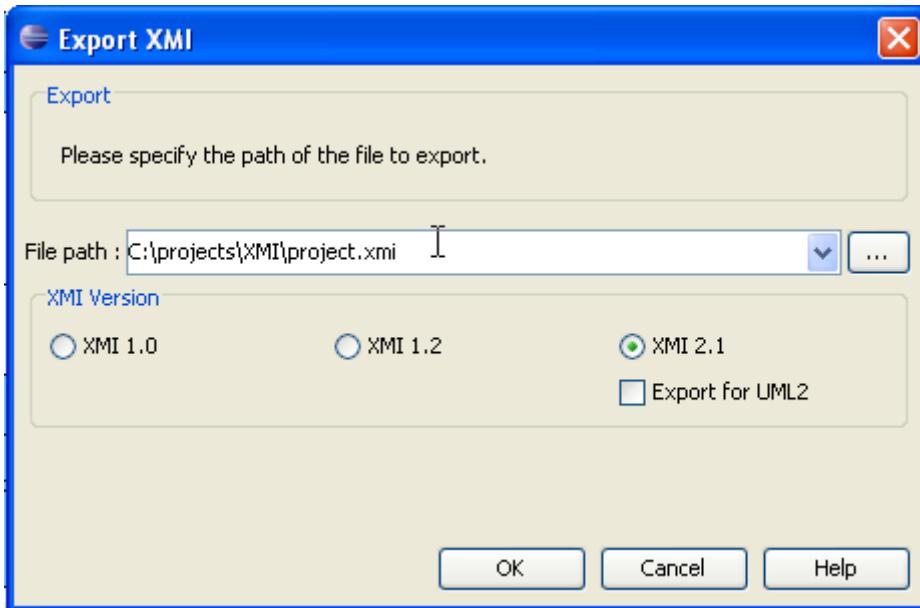 Export XMI
Export
Please specify the path of the file to export.
File path : C:\projects\XMI\project.xmi ...
XMI Version
XMI 1.0 XMI 1.2 XMI 2.1
Export for UML2
OK Cancel Help